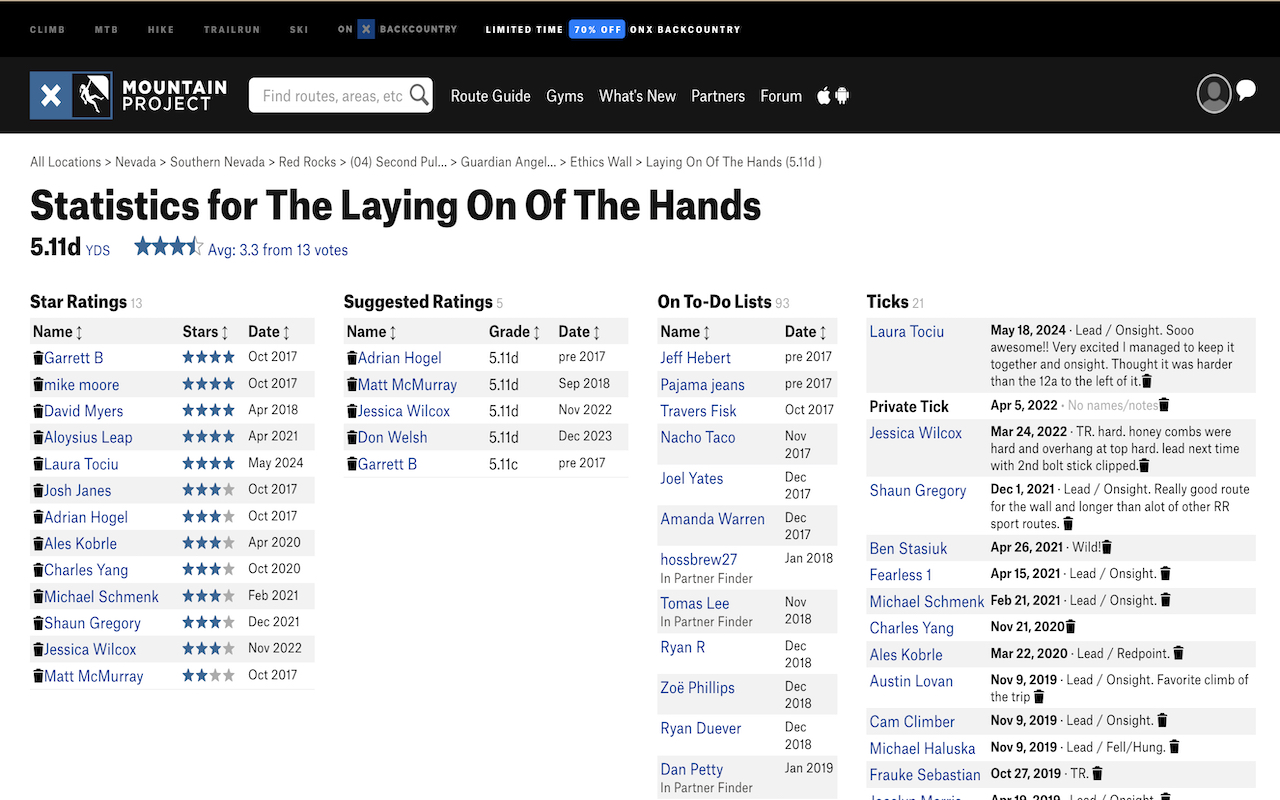 CLIMB MTB HIKE TRAILRUN SKI ON X BACKCOUNTRY LIMITED TIME 70% OFF ONX BACKCOUNTRY
MOUNTAIN
PROJECT
Find routes, areas, etc
Route Guide Gyms What's New Partners Forum
All Locations > Nevada > Southern Nevada > Red Rocks > (04) Second Pul... > Guardian Angel... > Ethics Wall > Laying On Of The Hands (5.11d )
Statistics for The Laying On Of The Hands
5.11d YDS Avg: 3.3 from 13 votes
Star Ratings 13
Name Stars Date
Garrett B Oct 2017
mike moore Oct 2017
David Myers Apr 2018
Aloysius Leap Apr 2021
Laura Tociu May 2024
Josh Janes Oct 2017
Adrian Hogel Oct 2017
Ales Kobrle Apr 2020
Charles Yang Oct 2020
Michael Schmenk Feb 2021
Shaun Gregory Dec 2021
Jessica Wilcox Nov 2022
Matt McMurray Oct 2017
Suggested Ratings 5
Name Grade Date
Adrian Hogel 5.11d pre 2017
Matt McMurray 5.11d Sep 2018
Jessica Wilcox 5.11d Nov 2022
Don Welsh 5.11d Dec 2023
Garrett B 5.11c pre 2017
On To-Do Lists 93
Name Date
Jeff Hebert pre 2017
Pajama jeans pre 2017
Travers Fisk Oct 2017
Nacho Taco Nov
2017
Joel Yates Dec
2017
Amanda Warren Dec
2017
hossbrew27 Jan 2018
In Partner Finder
Tomas Lee Nov
In Partner Finder 2018
Ryan R Dec
2018
Zoë Phillips Dec
2018
Ryan Duever Dec
2018
Dan Petty Jan 2019
In Partner Finder
Ticks 21
Laura Tociu May 18, 2024 · Lead / Onsight. Sooo
awesome!! Very excited I managed to keep it
together and onsight. Thought it was harder
than the 12a to the left of it.
Private Tick Apr 5, 2022 · No names/notes
Jessica Wilcox Mar 24, 2022 · TR. hard. honey combs were
hard and overhang at top hard. lead next time
with 2nd bolt stick clipped.
Shaun Gregory Dec 1, 2021 · Lead / Onsight. Really good route
for the wall and longer than alot of other RR
sport routes.
Ben Stasiuk Apr 26, 2021 · Wild!
Fearless 1 Apr 15, 2021 · Lead / Onsight.
Michael Schmenk Feb 21, 2021 · Lead / Onsight.
Charles Yang Nov 21, 2020
Ales Kobrle Mar 22, 2020 · Lead / Redpoint.
Austin Lovan Nov 9, 2019 · Lead / Onsight. Favorite climb of
the trip
Cam Climber Nov 9, 2019 · Lead / Onsight.
Michael Haluska Nov 9, 2019 · Lead / Fell/Hung.
Frauke Sebastian Oct 27, 2019 · TR.